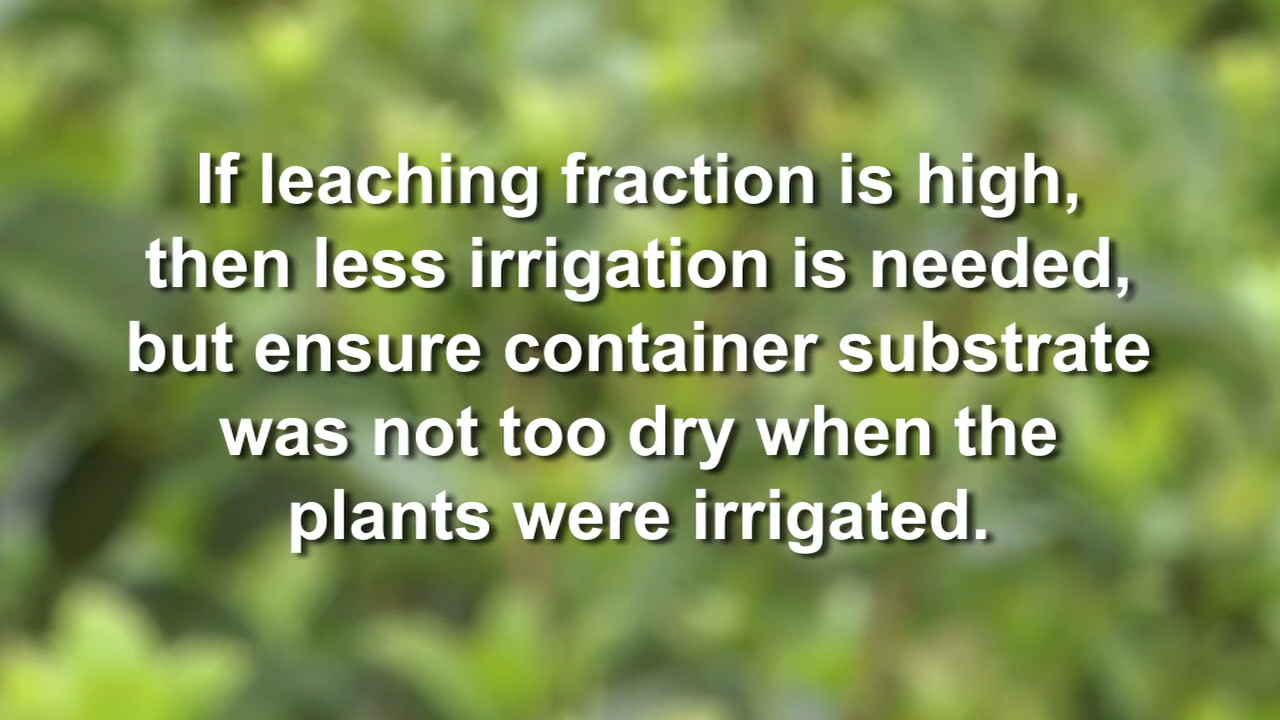 If leaching fraction is high,
then less irrigation is needed,
but ensure container substrate
was not too dry when the
plants were irrigated.